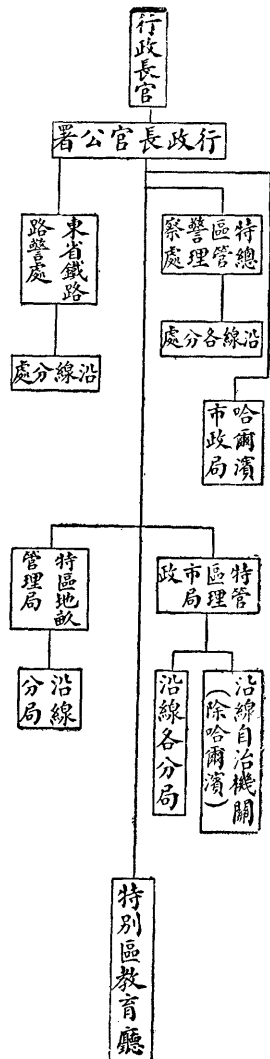 行政長官
行政長官公署
特區警察
總管理處
沿線各分處
哈爾濱
市政局
東省鐵路
路警處
沿線分處
特區市政
管理局
沿線自治機關
(除哈爾濱)
沿線各分局
特區地畝
管理局
沿線
分局
特別區教育廳